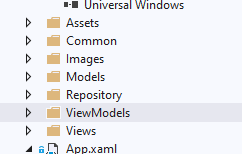 Universal Windows
Assets
Common
Images
Models
Repository
ViewModels
Views
App.xaml